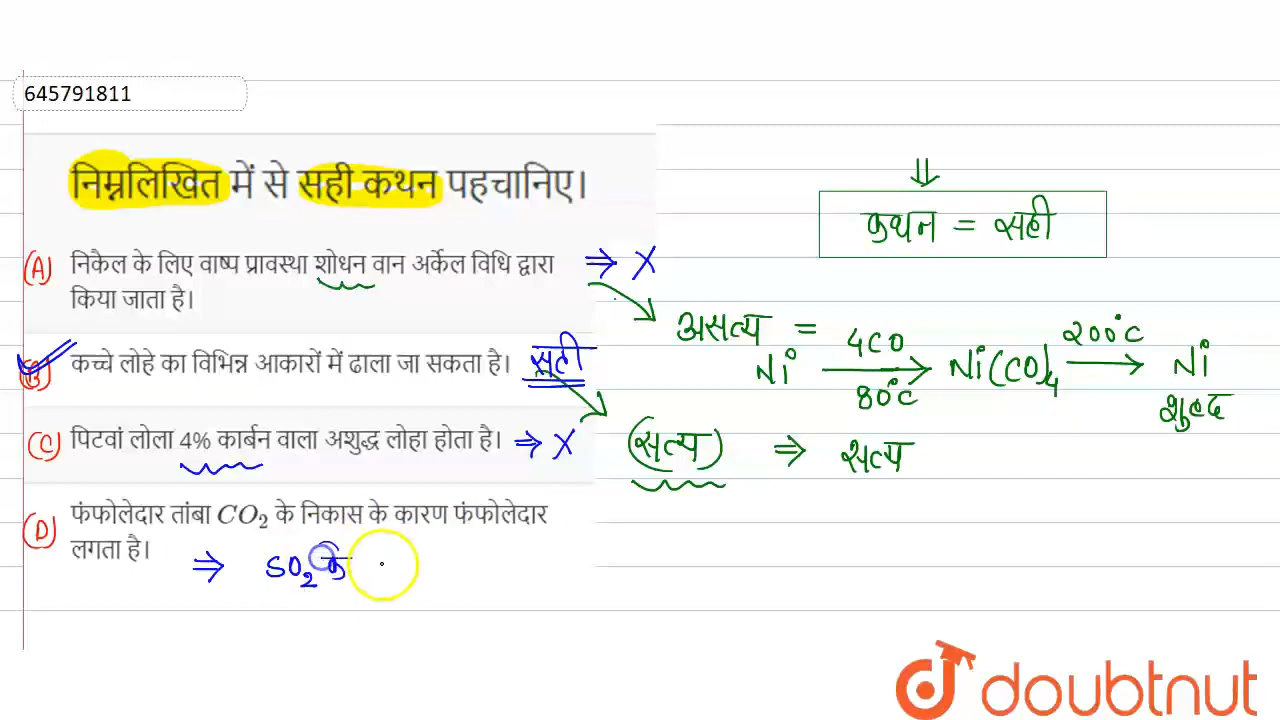 645791811
निम्नलिखित में से सही कथन पहचानिए।
(A) निकैल के लिए वाष्प प्रावस्था शोधन वान अर्केल विधि द्वारा ⇒ X
किया जाता है।
(B) कच्चे लोहे का विभिन्न आकारों में ढाला जा सकता है। सही
(C) पिटवां लोला 4% कार्बन वाला अशुद्ध लोहा होता है। ⇒ X
(D) फंफोलेदार तांबा CO₂ के निकास के कारण फंफोलेदार
लगता है।
⇒ SO₂ के
⇓
कथन = सही
असत्य =
Ni 4CO 80°C → Ni(CO)₄ 200°C → Ni
शुद्ध
(सत्य) ⇒ सत्य
doubtnut